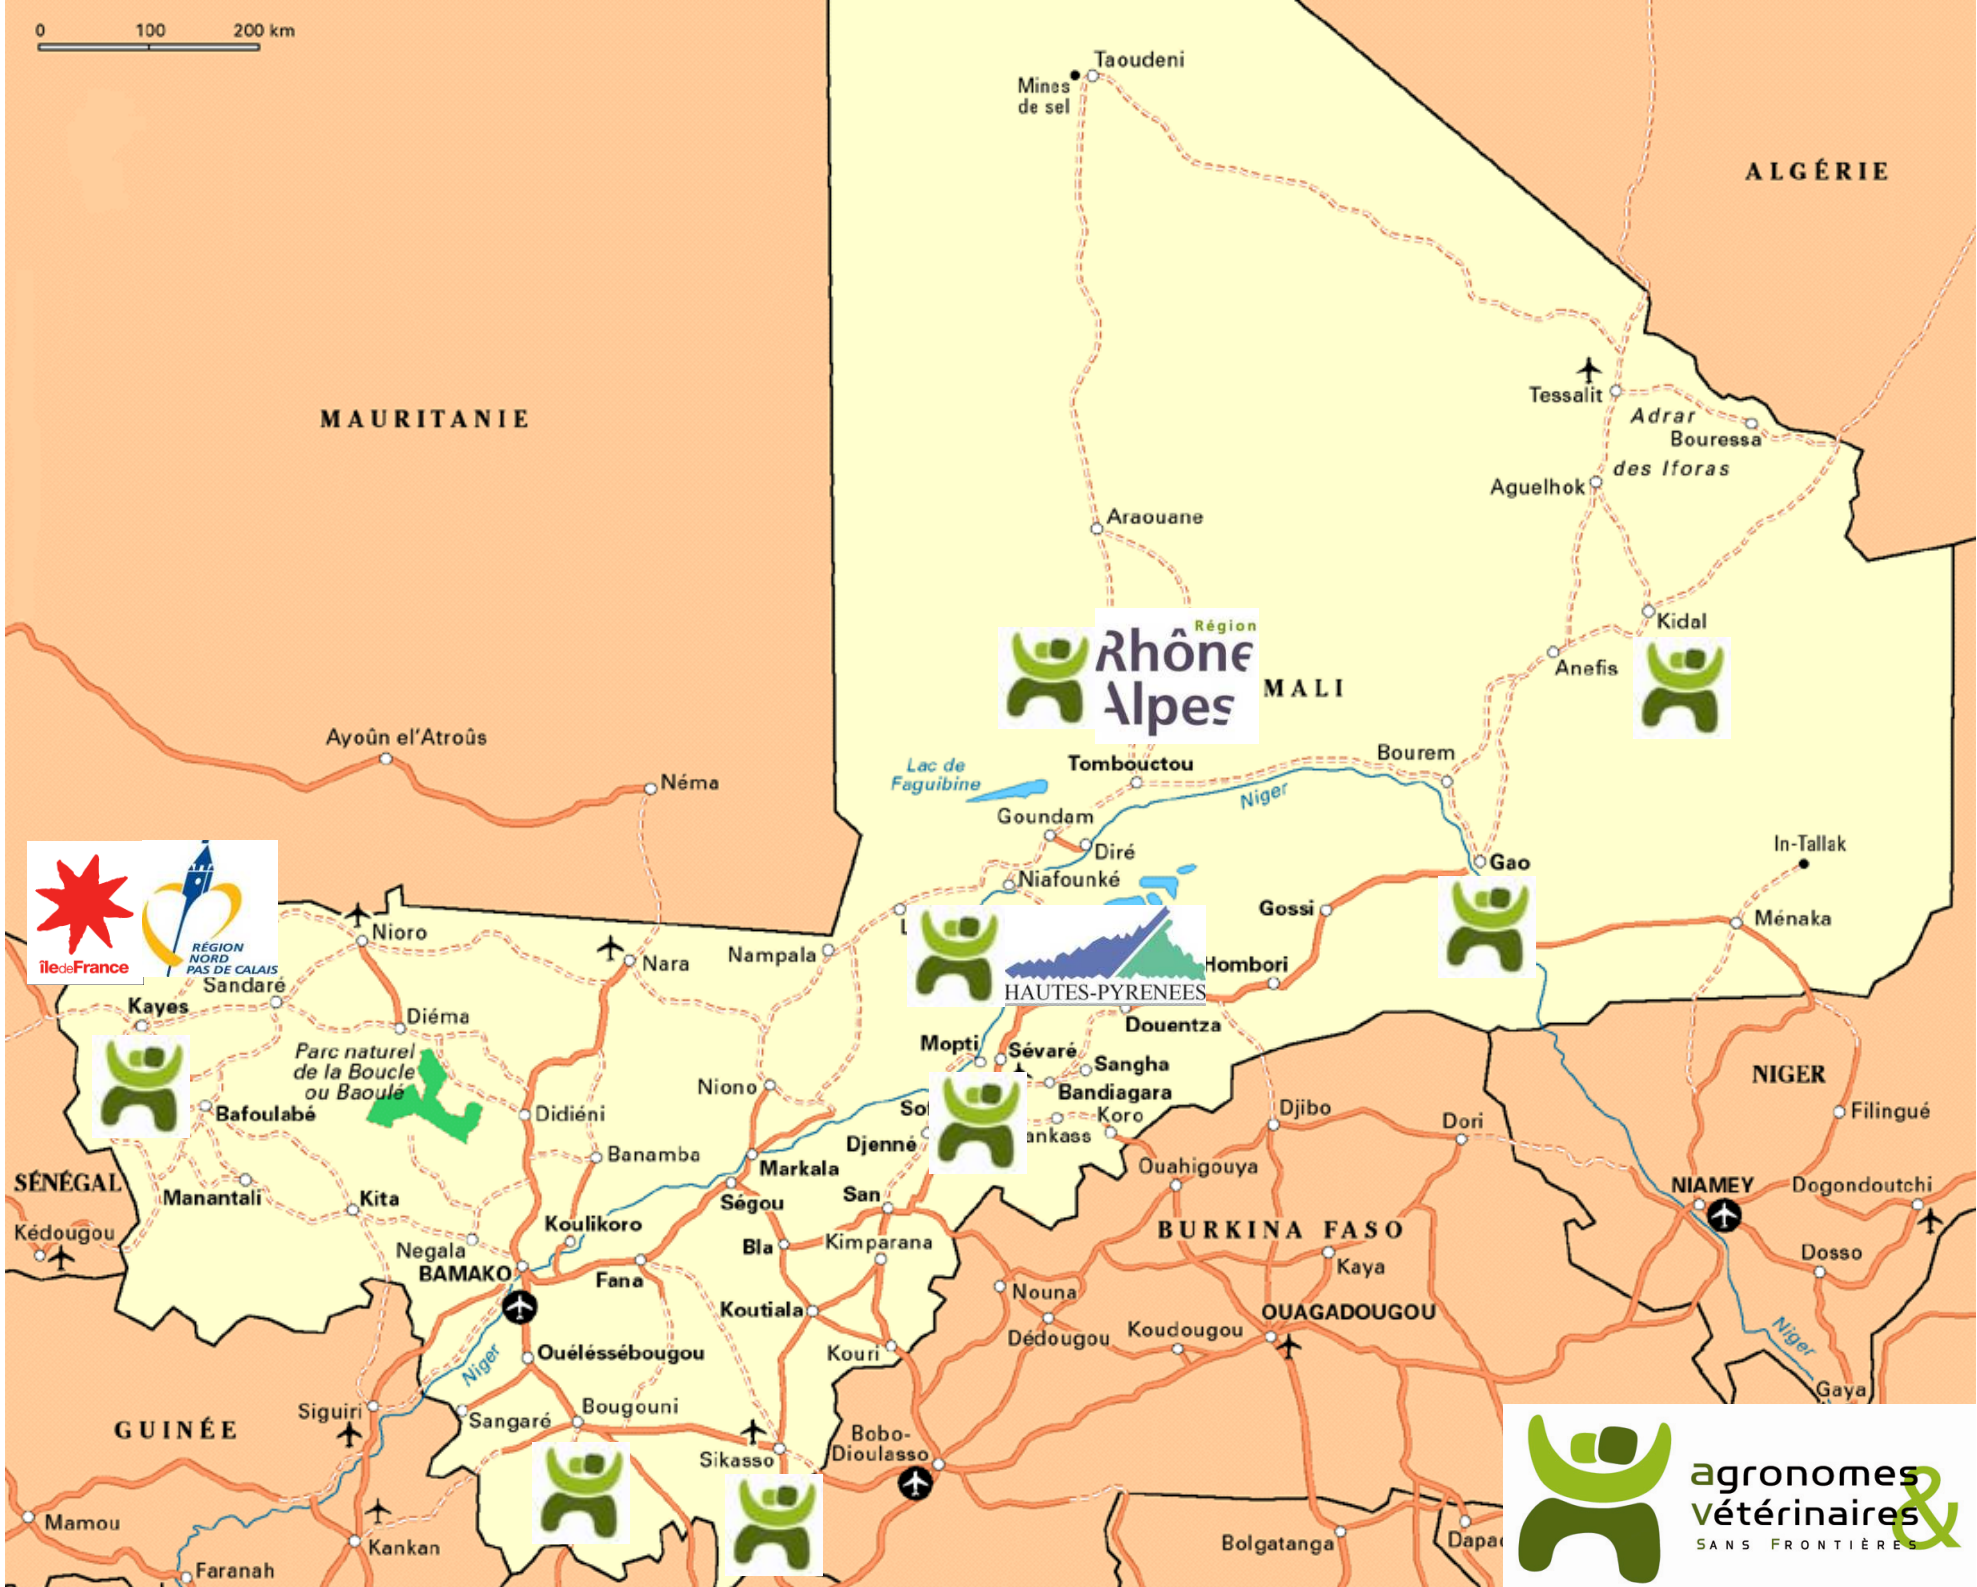 0 100 200 km
Taoudeni
Mines
de sel
ALGÉRIE
MAURITANIE
Tessalit
Adrar
Bouressa
des Iforas
Aguelhok
Araouane
Kidal
Anefis
Région
Rhône
Alpes
MALI
Ayoûn el'Atroûs
Néma
Lac de
Faguibine
Tombouctou
Bourem
Niger
Goundam
Diré
In-Tallak
Gao
Niafounké
Gossi
Ménaka
îledeFrance
RÉGION
NORD
PAS DE CALAIS
Nioro
Nara
Nampala
Hombori
HAUTES-PYRENEES
Sandaré
Kayes
Diéma
Douentza
Parc naturel
de la Boucle
ou Baoulé
Mopti
Sévaré
Sangha
Bandiagara
Niono
NIGER
Bafoulabé
Didiéni
Koro
ankass
Djenné
Djibo
Dori
Filingué
Banamba
Markala
Ouahigouya
SÉNÉGAL
Manantali
Kita
Ségou
San
NIAMEY
Dogondoutchi
Kédougou
Koulikoro
Negala
BAMAKO
Bla
Kimparana
BURKINA FASO
Kaya
Dosso
Fana
Nouna
Koutiala
OUAGADOUGOU
Dédougou
Koudougou
Niger
Ouéléssébougou
Kouri
Niger
Gaya
Siguiri
Sangaré
Bougouni
GUINÉE
Sikasso
Bobo-
Dioulasso
Mamou
Kankan
Faranah
Bolgatanga
Dapao
agronomes
vétérinaires &
SANS FRONTIÈRES